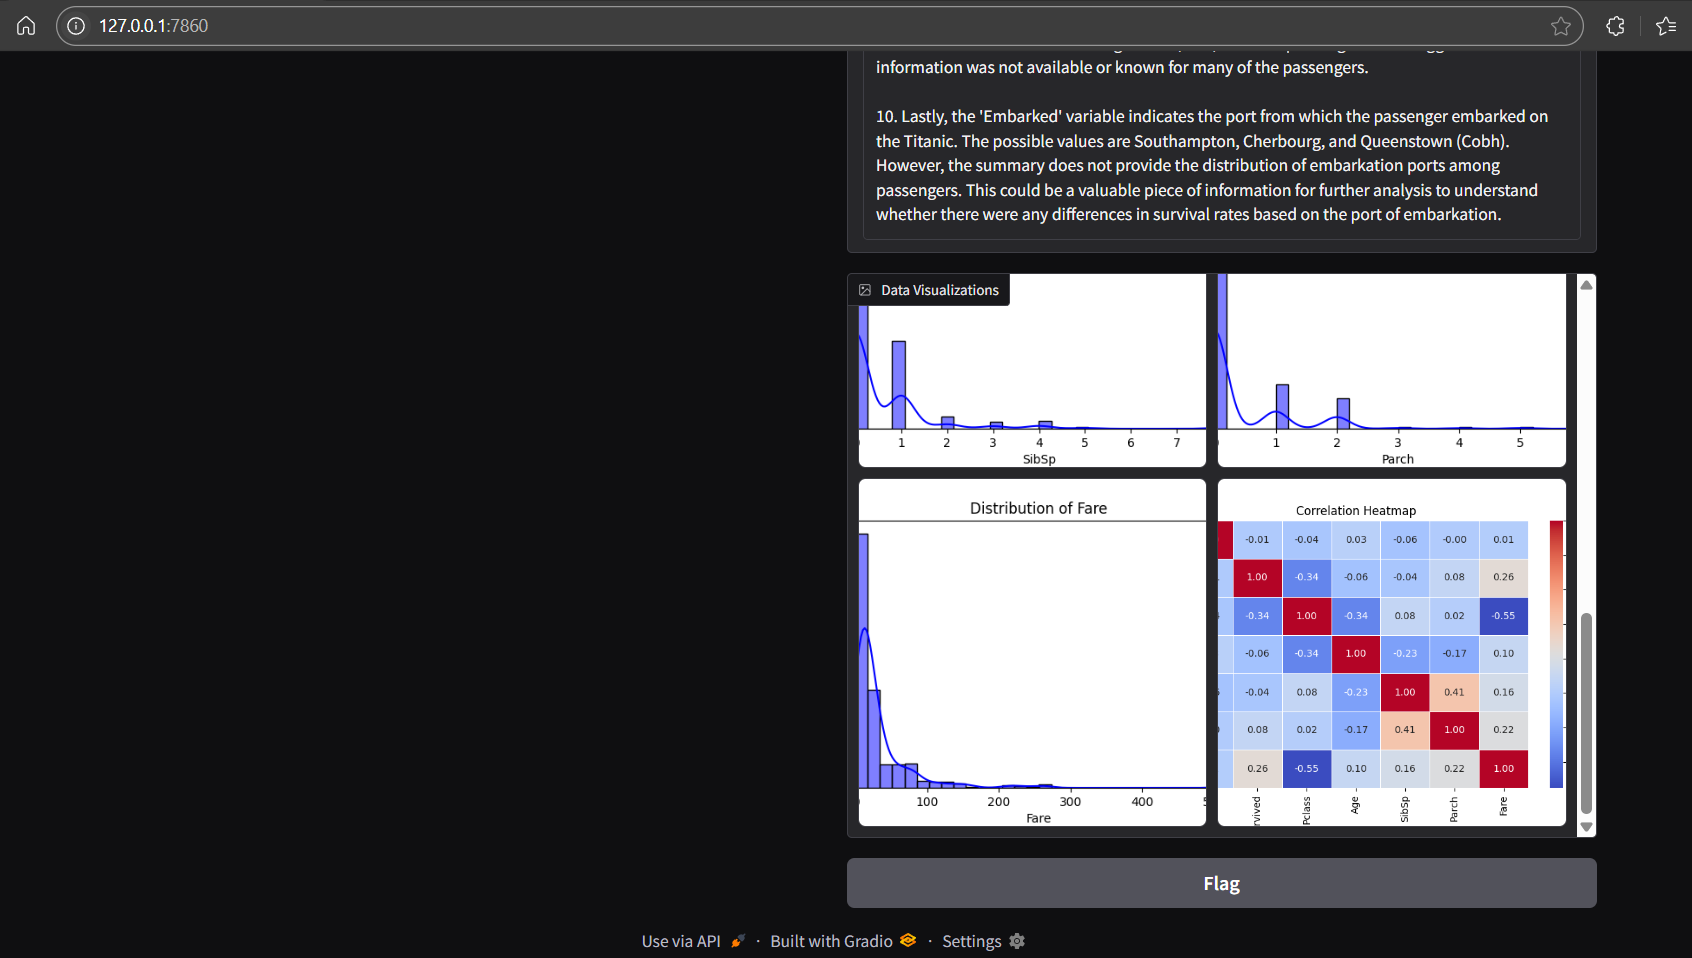 127.0.0.1:7860
information was not available or known for many of the passengers.
10. Lastly, the 'Embarked' variable indicates the port from which the passenger embarked on
the Titanic. The possible values are Southampton, Cherbourg, and Queenstown (Cobh).
However, the summary does not provide the distribution of embarkation ports among
passengers. This could be a valuable piece of information for further analysis to understand
whether there were any differences in survival rates based on the port of embarkation.
Data Visualizations
1 2 3 4 5 6 7
SibSp
1 2 3 4 5
Parch
Distribution of Fare
100 200 300 400
Fare
Correlation Heatmap
-0.01 -0.04 0.03 -0.06 -0.00 0.01
1.00 -0.34 -0.06 -0.04 0.08 0.26
-0.34 1.00 -0.34 0.08 0.02 -0.55
-0.06 -0.34 1.00 -0.23 -0.17 0.10
-0.04 0.08 -0.23 1.00 0.41 0.16
0.08 0.02 -0.17 0.41 1.00 0.22
0.26 -0.55 0.10 0.16 0.22 1.00
rvived Pclass Age SibSp Parch Fare
Flag
Use via API · Built with Gradio · Settings